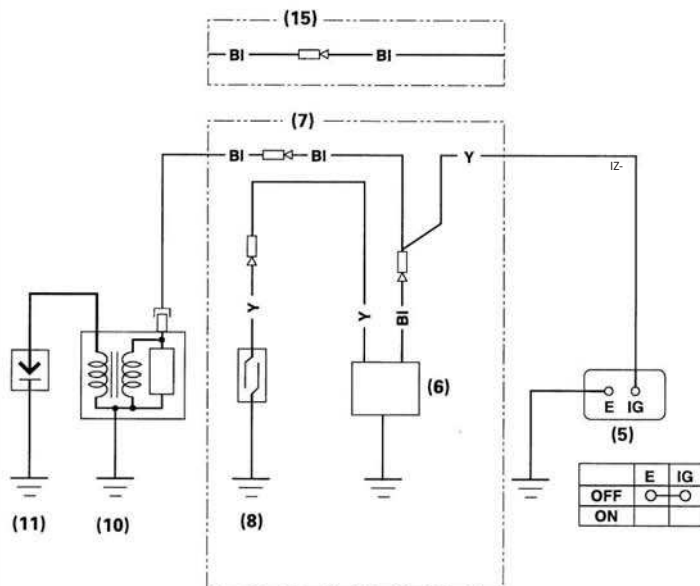 (15)
Bl Bl
(7)
Bl Bl Y IZ-
Y Y Bl
(6)
E IG
(5)
(11) (10) (8)
E IG
OFF
ON